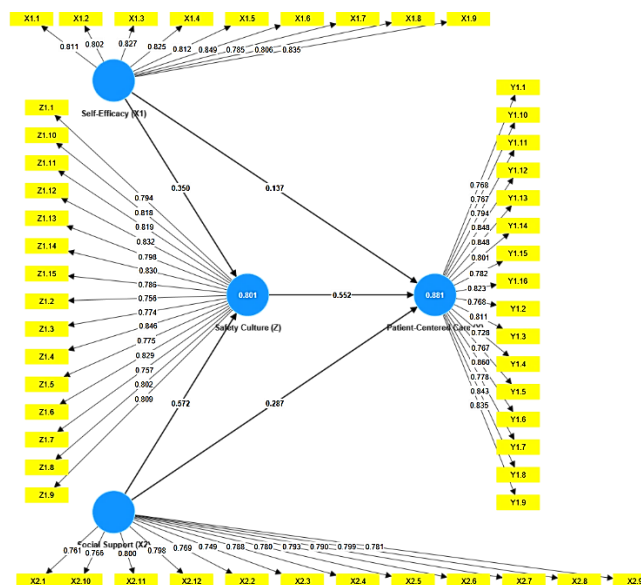 X1.1 X1.2 X1.3 X1.4 X1.5 X1.6 X1.7 X1.8 X1.9
0.811 0.802 0.827 0.825 0.812 0.849 0.785 0.806 0.835
Self-Efficacy (X1)
Z1.1
Z1.10
Z1.11
Z1.12
Z1.13
Z1.14
Z1.15
Z1.2
Z1.3
Z1.4
Z1.5
Z1.6
Z1.7
Z1.8
Z1.9
0.794
0.818
0.819
0.832
0.798
0.830
0.786
0.756
0.774
0.846
0.775
0.829
0.757
0.802
0.809
0.350
0.137
0.801
Safety Culture (Z)
0.552
0.572
0.287
0.881
Patient-Centered Care
0.768
0.767
0.794
0.848
0.848
0.801
0.782
0.823
0.768
0.811
0.728
0.767
0.860
0.778
0.843
0.835
Y1.1
Y1.10
Y1.11
Y1.12
Y1.13
Y1.14
Y1.15
Y1.16
Y1.2
Y1.3
Y1.4
Y1.5
Y1.6
Y1.7
Y1.8
Y1.9
Social Support (X2
0.761 0.766 0.800 0.798 0.769 0.749 0.788 0.780 0.793 0.790 0.799 0.781
X2.1 X2.10 X2.11 X2.12 X2.2 X2.3 X2.4 X2.5 X2.6 X2.7 X2.8 X2.9